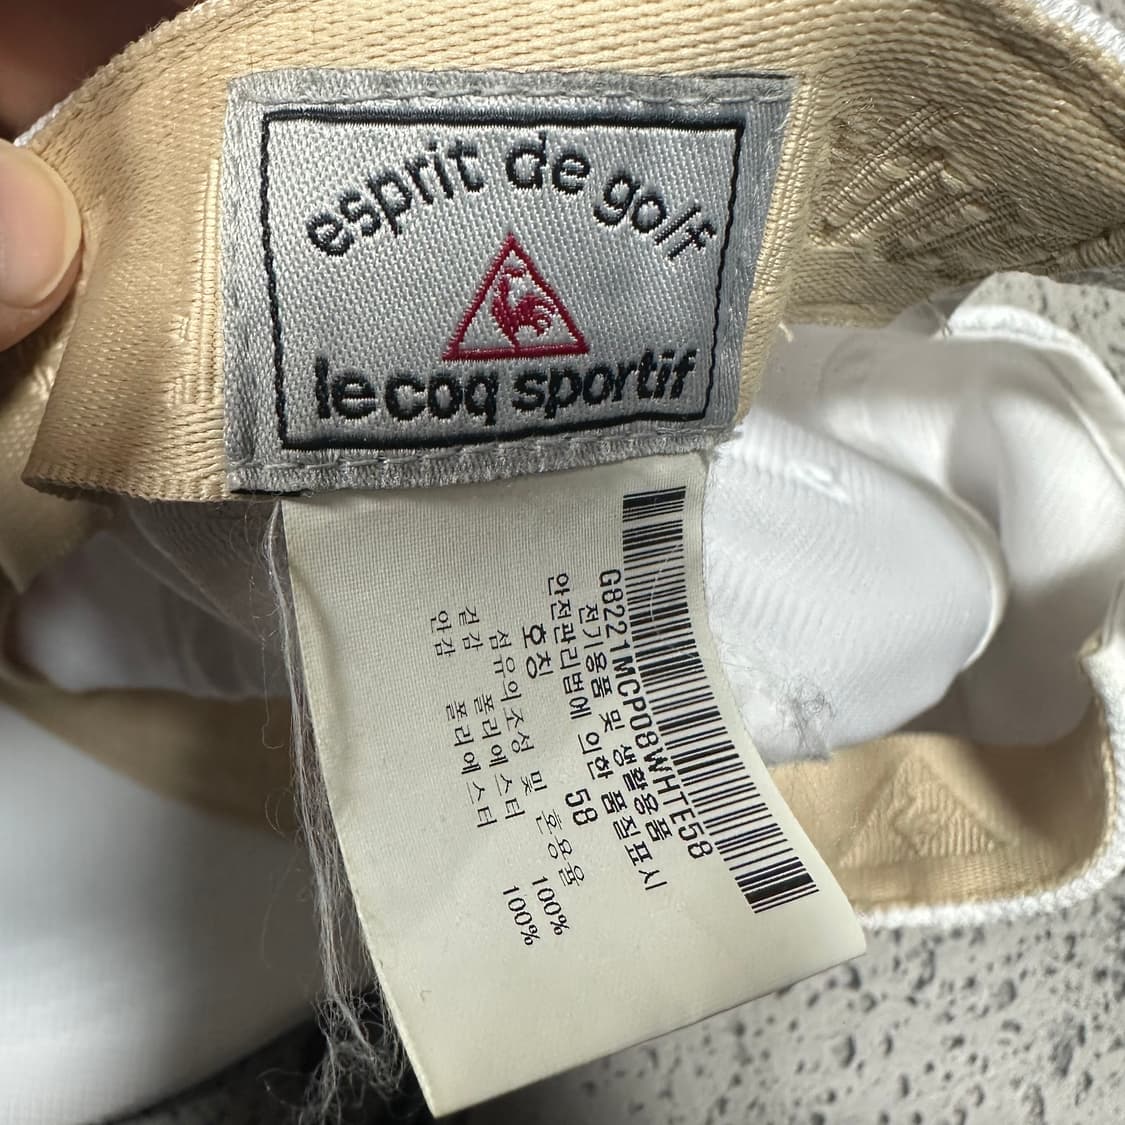 esprit de golf
le coq sportif
G8221MCP08WHTE58
전기용품 및 생활용품
안전관리법에 의한 품질표시
호칭 58
섬유의조성 및 혼용율
겉감 폴리에스터 100%
안감 폴리에스터 100%